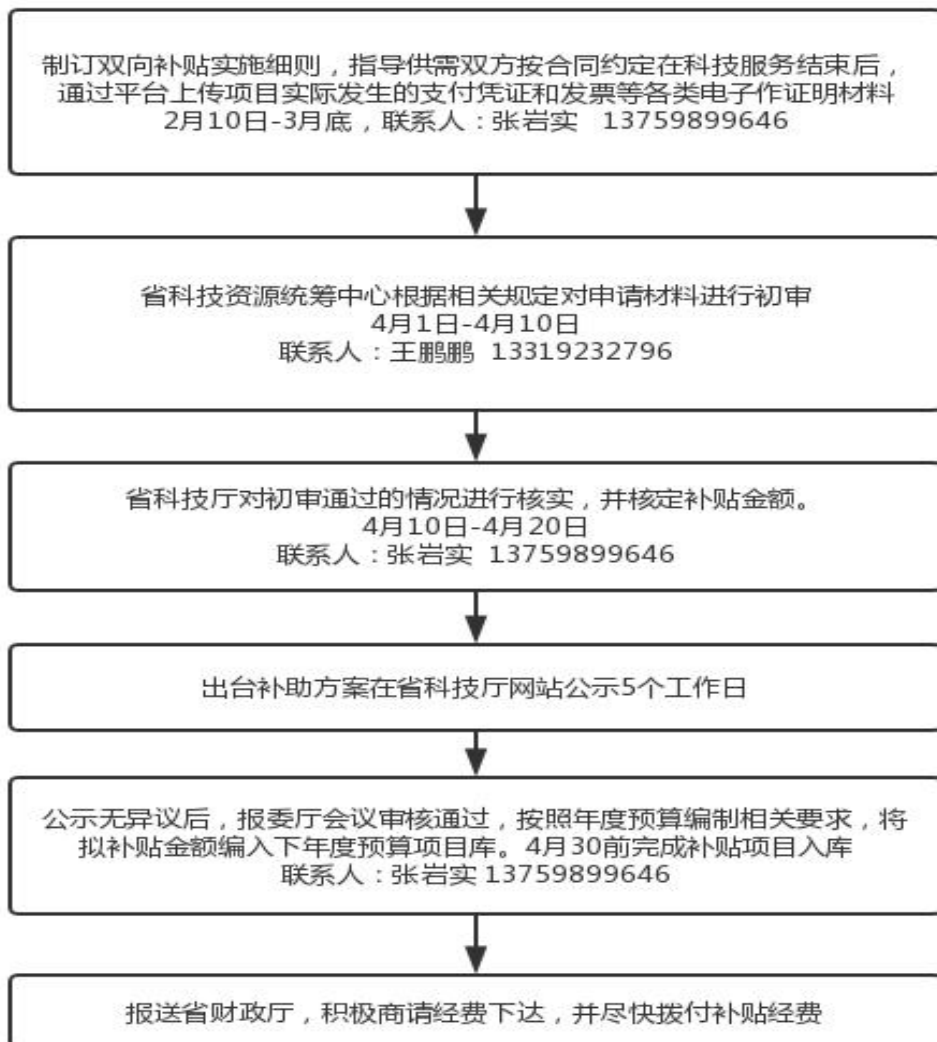 制订双向补贴实施细则，指导供需双方按合同约定在科技服务结束后，
通过平台上传项目实际发生的支付凭证和发票等各类电子作证明材料
2月10日-3月底，联系人：张岩实 13759899646
省科技资源统筹中心根据相关规定对申请材料进行初审
4月1日-4月10日
联系人：王鹏鹏 13319232796
省科技厅对初审通过的情况进行核实，并核定补贴金额。
4月10日-4月20日
联系人：张岩实 13759899646
出台补助方案在省科技厅网站公示5个工作日
公示无异议后，报委厅会议审核通过，按照年度预算编制相关要求，将
拟补贴金额编入下年度预算项目库。4月30前完成补贴项目入库
联系人：张岩实 13759899646
报送省财政厅，积极商请经费下达，并尽快拨付补贴经费